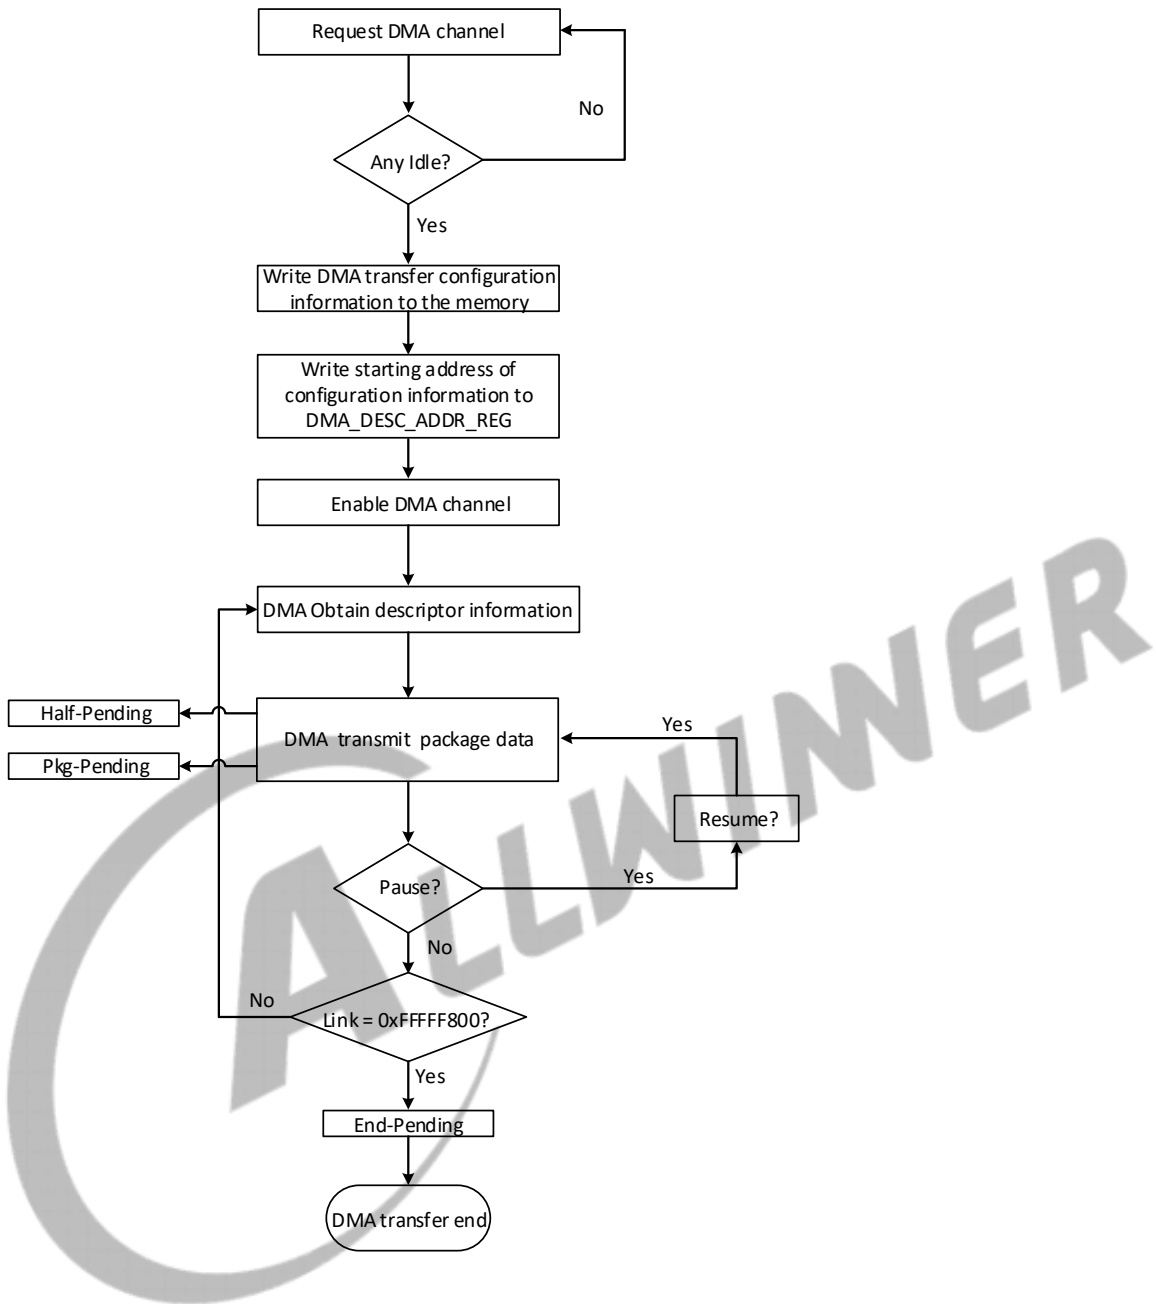 Request DMA channel
No
Any Idle?
Yes
Write DMA transfer configuration
information to the memory
Write starting address of
configuration information to
DMA_DESC_ADDR_REG
Enable DMA channel
DMA Obtain descriptor information
Half-Pending
Yes
DMA transmit package data
Pkg-Pending
Resume?
Pause?
Yes
No
No
Link = 0xFFFFF800?
Yes
End-Pending
DMA transfer end
ALLWINNER